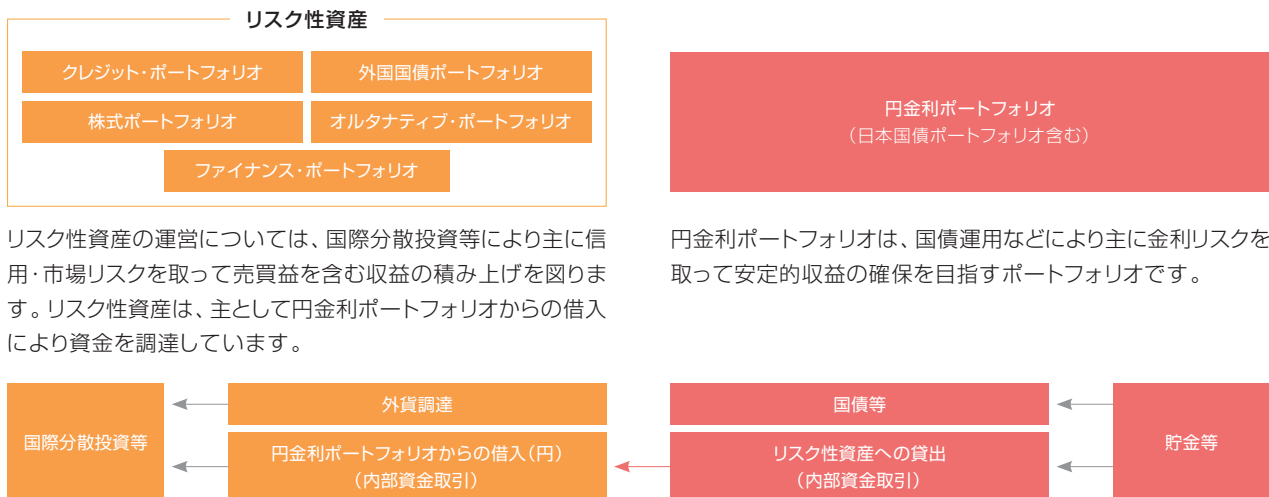 リスク性資産
クレジット・ポートフォリオ
外国国債ポートフォリオ
株式ポートフォリオ
オルタナティブ・ポートフォリオ
ファイナンス・ポートフォリオ
リスク性資産の運営については、国際分散投資等により主に信
用・市場リスクを取って売買益を含む収益の積み上げを図りま
す。リスク性資産は、主として円金利ポートフォリオからの借入
により資金を調達しています。
円金利ポートフォリオ
（日本国債ポートフォリオ含む）
円金利ポートフォリオは、国債運用などにより主に金利リスクを
取って安定的収益の確保を目指すポートフォリオです。
国際分散投資等
外貨調達
円金利ポートフォリオからの借入（円）
（内部資金取引）
国債等
リスク性資産への貸出
（内部資金取引）
貯金等